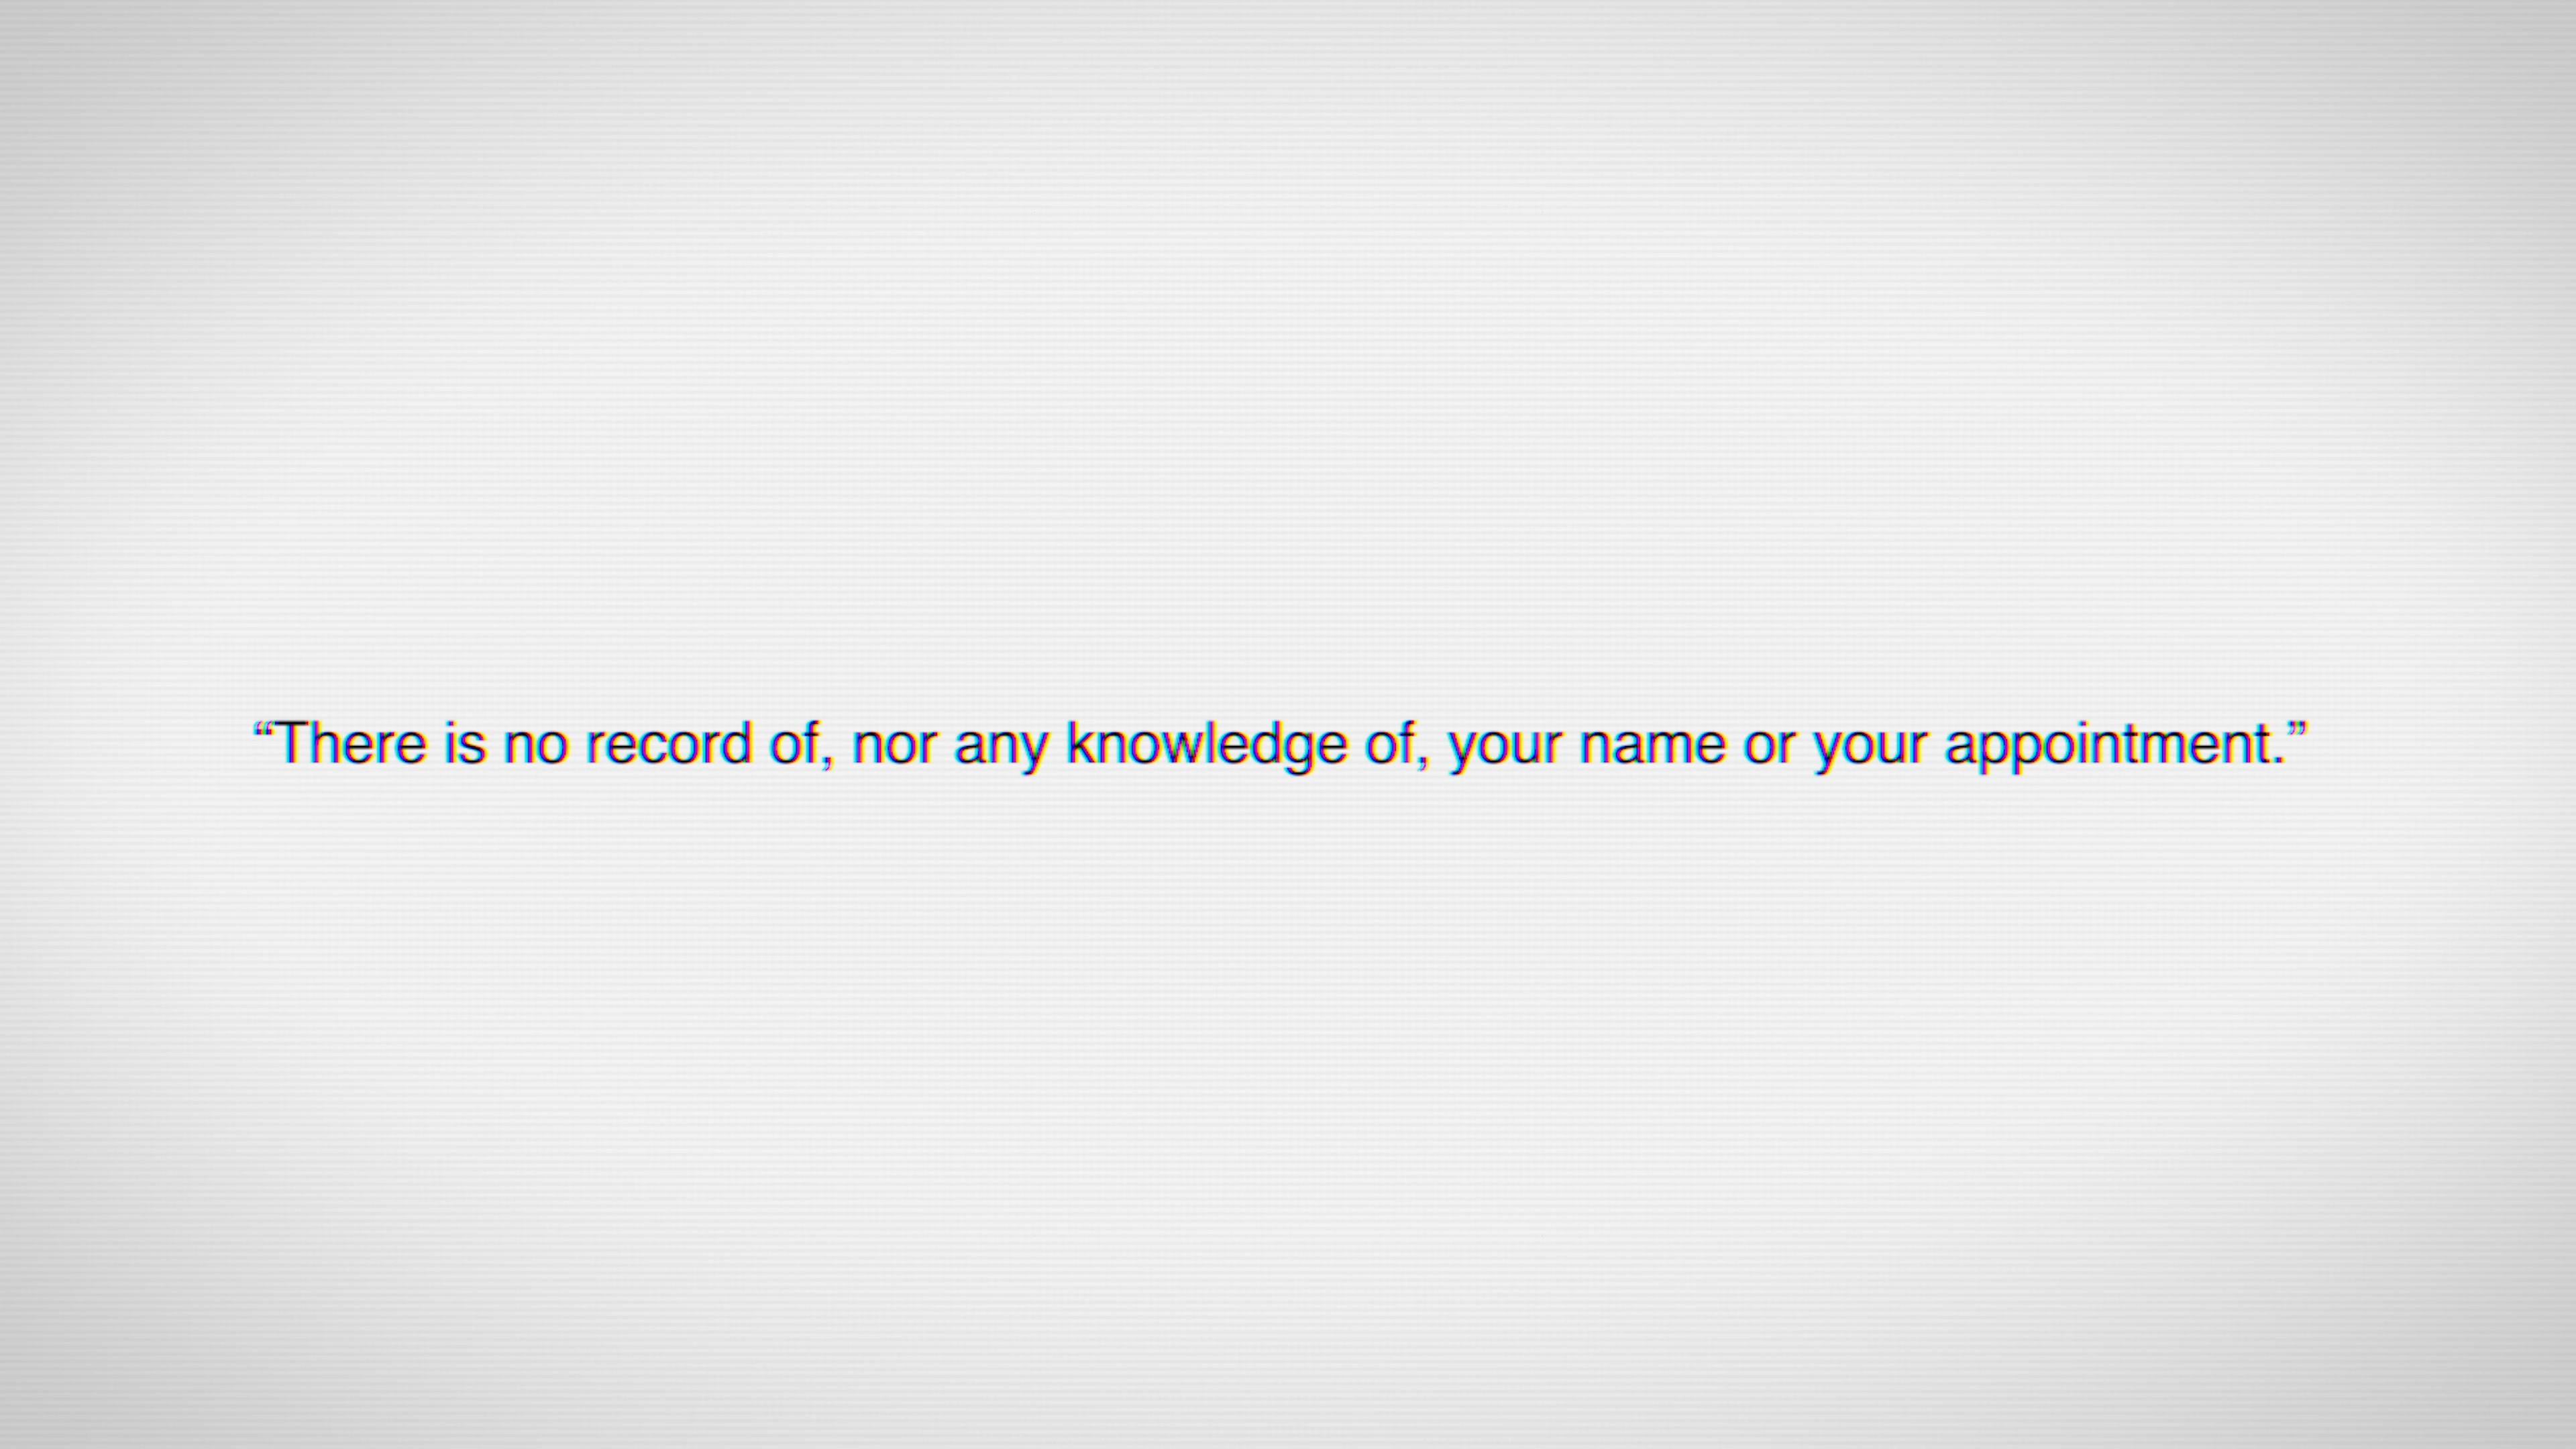 “There is no record of, nor any knowledge of, your name or your appointment.”